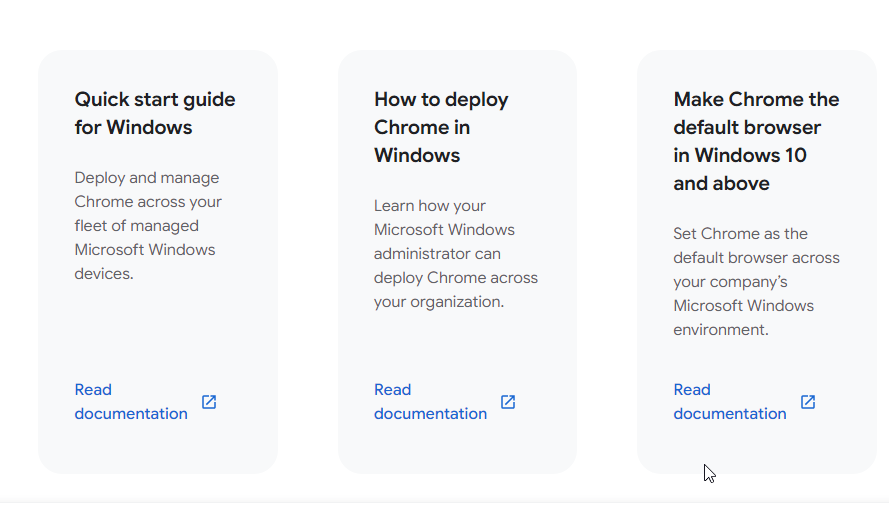 Quick start guide
for Windows
Deploy and manage
Chrome across your
fleet of managed
Microsoft Windows
devices.
Read
documentation
How to deploy
Chrome in
Windows
Learn how your
Microsoft Windows
administrator can
deploy Chrome across
your organization.
Read
documentation
Make Chrome the
default browser
in Windows 10
and above
Set Chrome as the
default browser across
your company’s
Microsoft Windows
environment.
Read
documentation